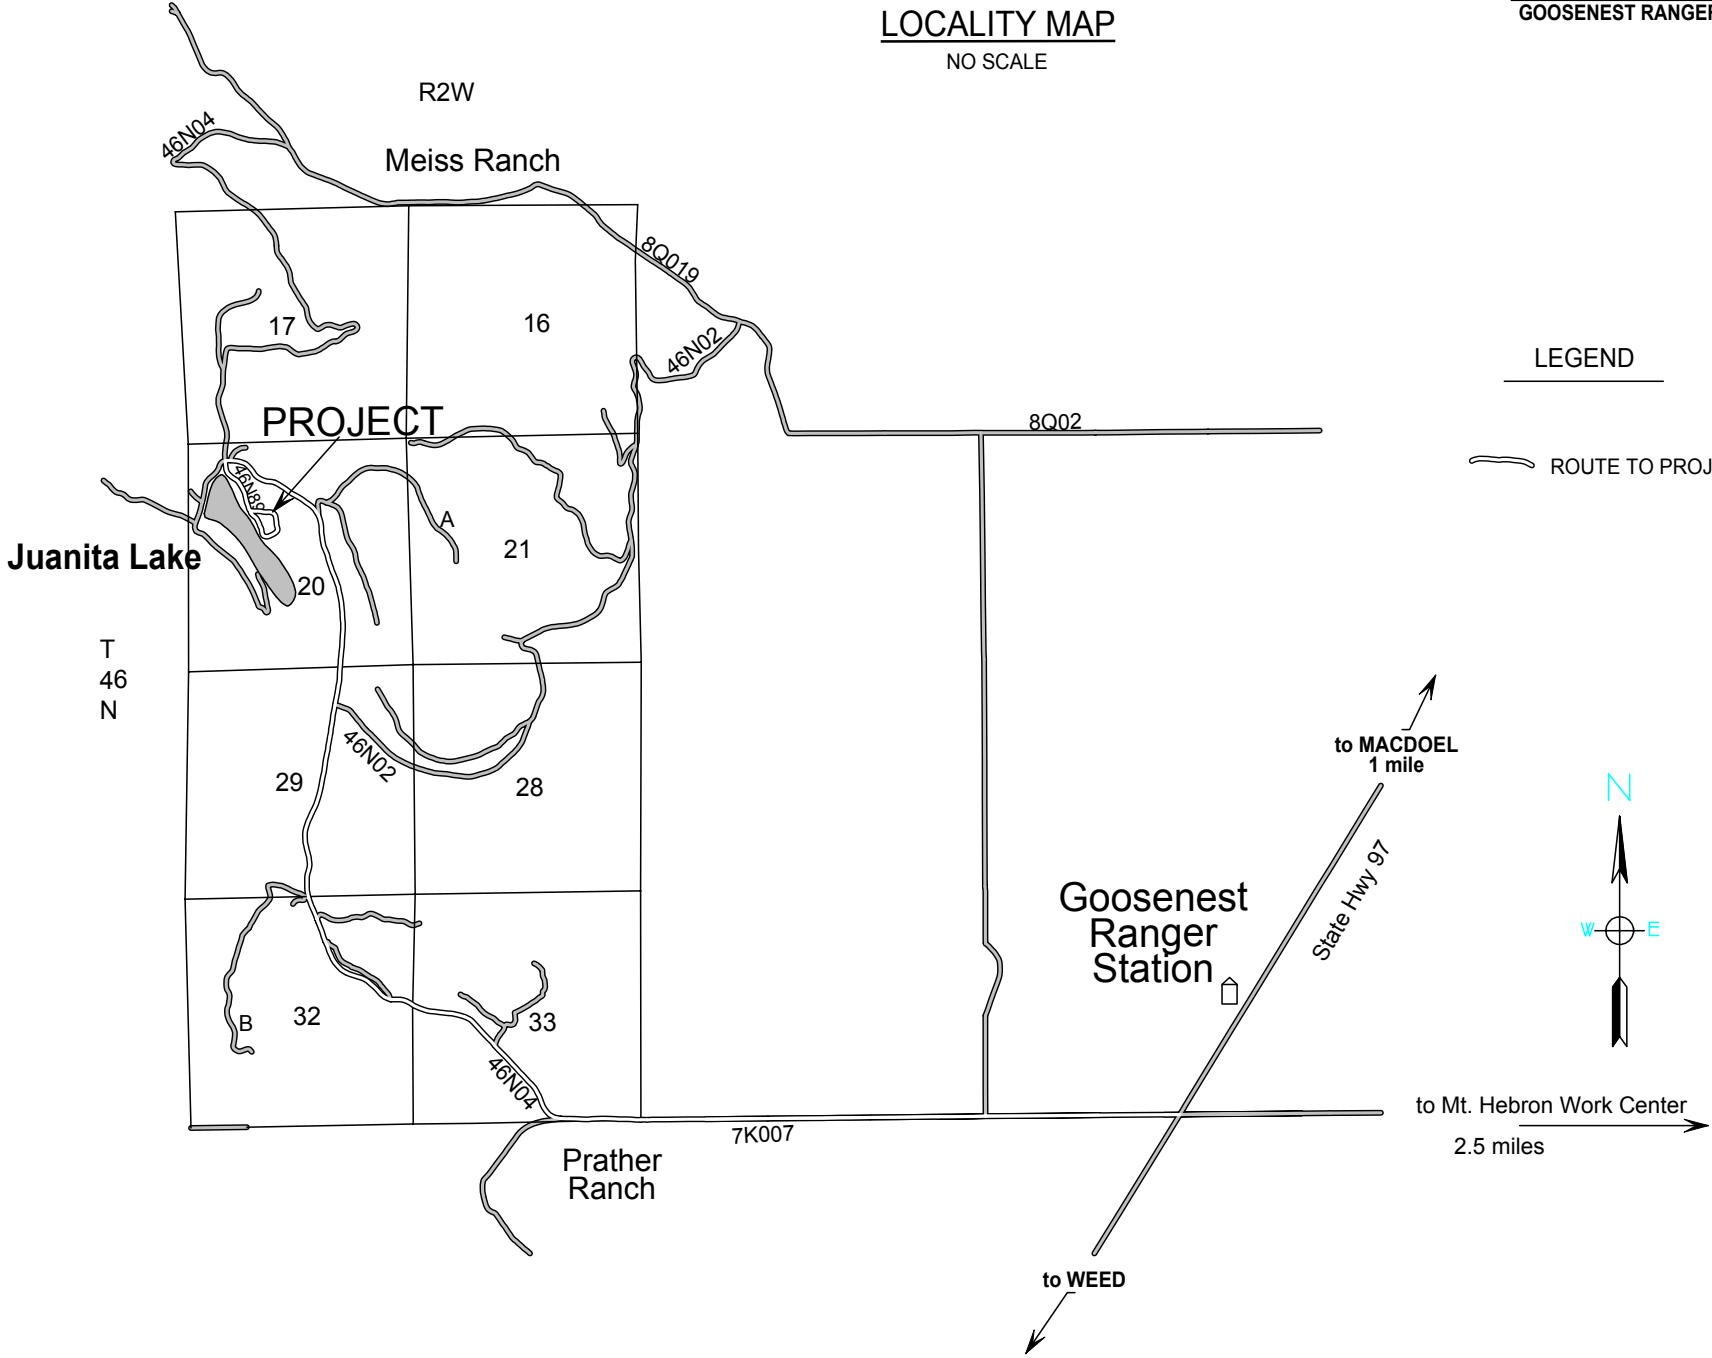 LOCALITY MAP
NO SCALE
GOOSENEST RANGER
R2W
46N04
Meiss Ranch
8Q019
17
16
46N02
LEGEND
PROJECT
8Q02
46N89
ROUTE TO PROJ
A
21
Juanita Lake
20
T
46
N
to MACDOEL
1 mile
46N02
29
28
N
State Hwy 97
Goosenest
Ranger
Station
W
E
32
B
33
46N04
to Mt. Hebron Work Center
2.5 miles
7K007
Prather
Ranch
to WEED